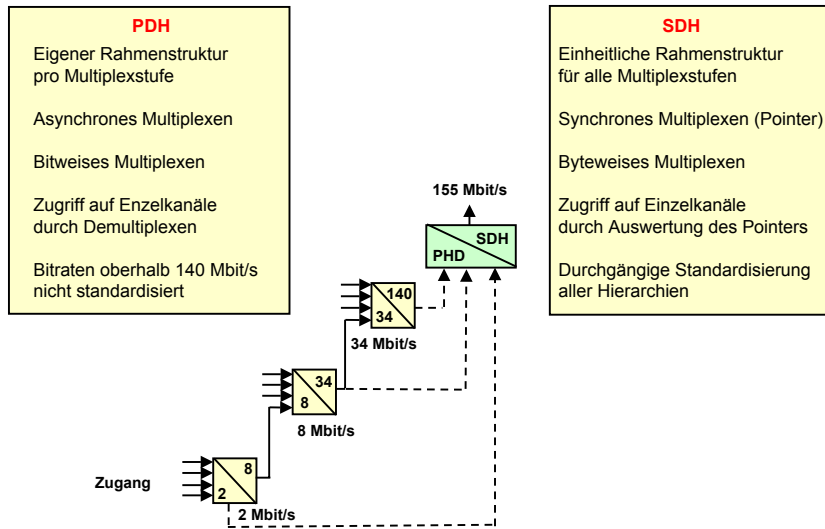 PDH
Eigener Rahmenstruktur
pro Multiplexstufe
Asynchrones Multiplexen
Bitweises Multiplexen
Zugriff auf Enzelkanäle
durch Demultiplexen
Bitraten oberhalb 140 Mbit/s
nicht standardisiert
SDH
Einheitliche Rahmenstruktur
für alle Multiplexstufen
Synchrones Multiplexen (Pointer)
Byteweises Multiplexen
Zugriff auf Einzelkanäle
durch Auswertung des Pointers
Durchgängige Standardisierung
aller Hierarchien
155 Mbit/s
SDH
PHD
140
34
34 Mbit/s
34
8
8 Mbit/s
Zugang
8
2
2 Mbit/s